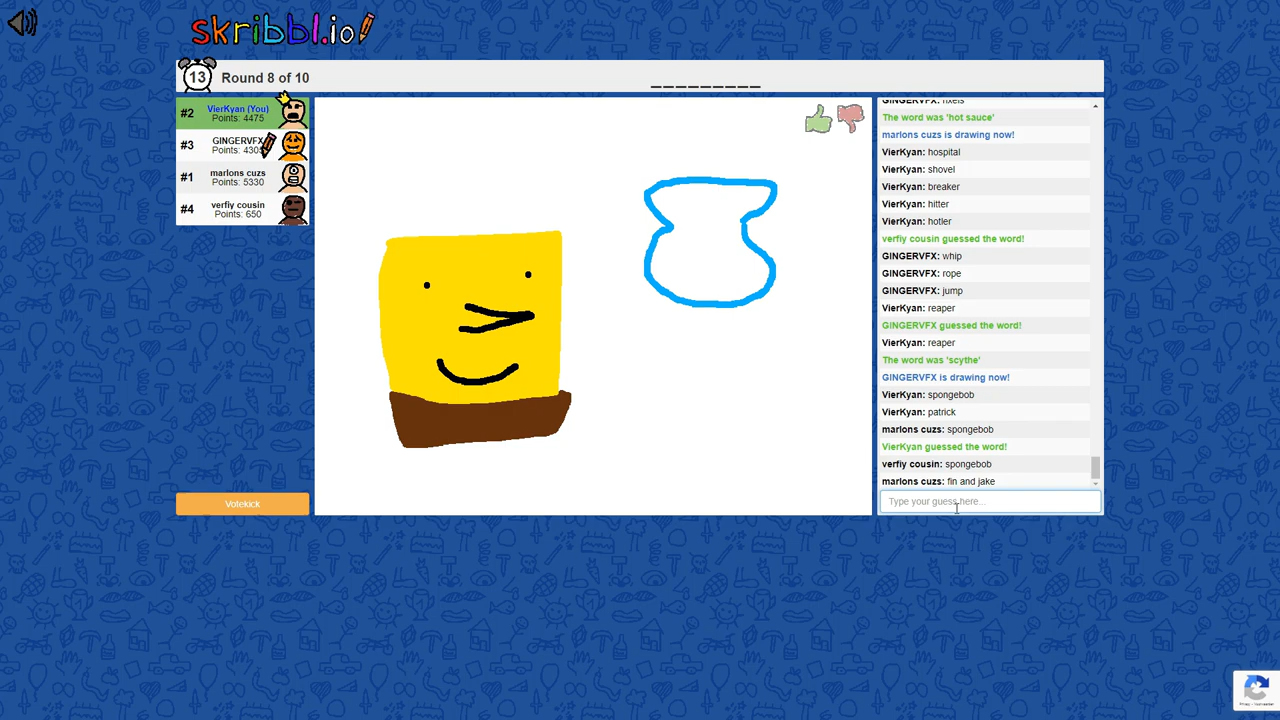 skribbl.io
13
Round 8 of 10
_________
#2
VierKyan (You)
Points: 4475
#3
GINGERVFX
Points: 4305
#1
marlons cuzs
Points: 5330
#4
verfiy cousin
Points: 650
Votekick
GINGERVFX:
The word was 'hot sauce'
marlons cuzs is drawing now!
VierKyan: hospital
VierKyan: shovel
VierKyan: breaker
VierKyan: hitter
VierKyan: hotler
verfiy cousin guessed the word!
GINGERVFX: whip
GINGERVFX: rope
GINGERVFX: jump
VierKyan: reaper
GINGERVFX guessed the word!
VierKyan: reaper
The word was 'scythe'
GINGERVFX is drawing now!
VierKyan: spongebob
VierKyan: patrick
marlons cuzs: spongebob
VierKyan guessed the word!
verfiy cousin: spongebob
marlons cuzs: fin and jake
Type your guess here...